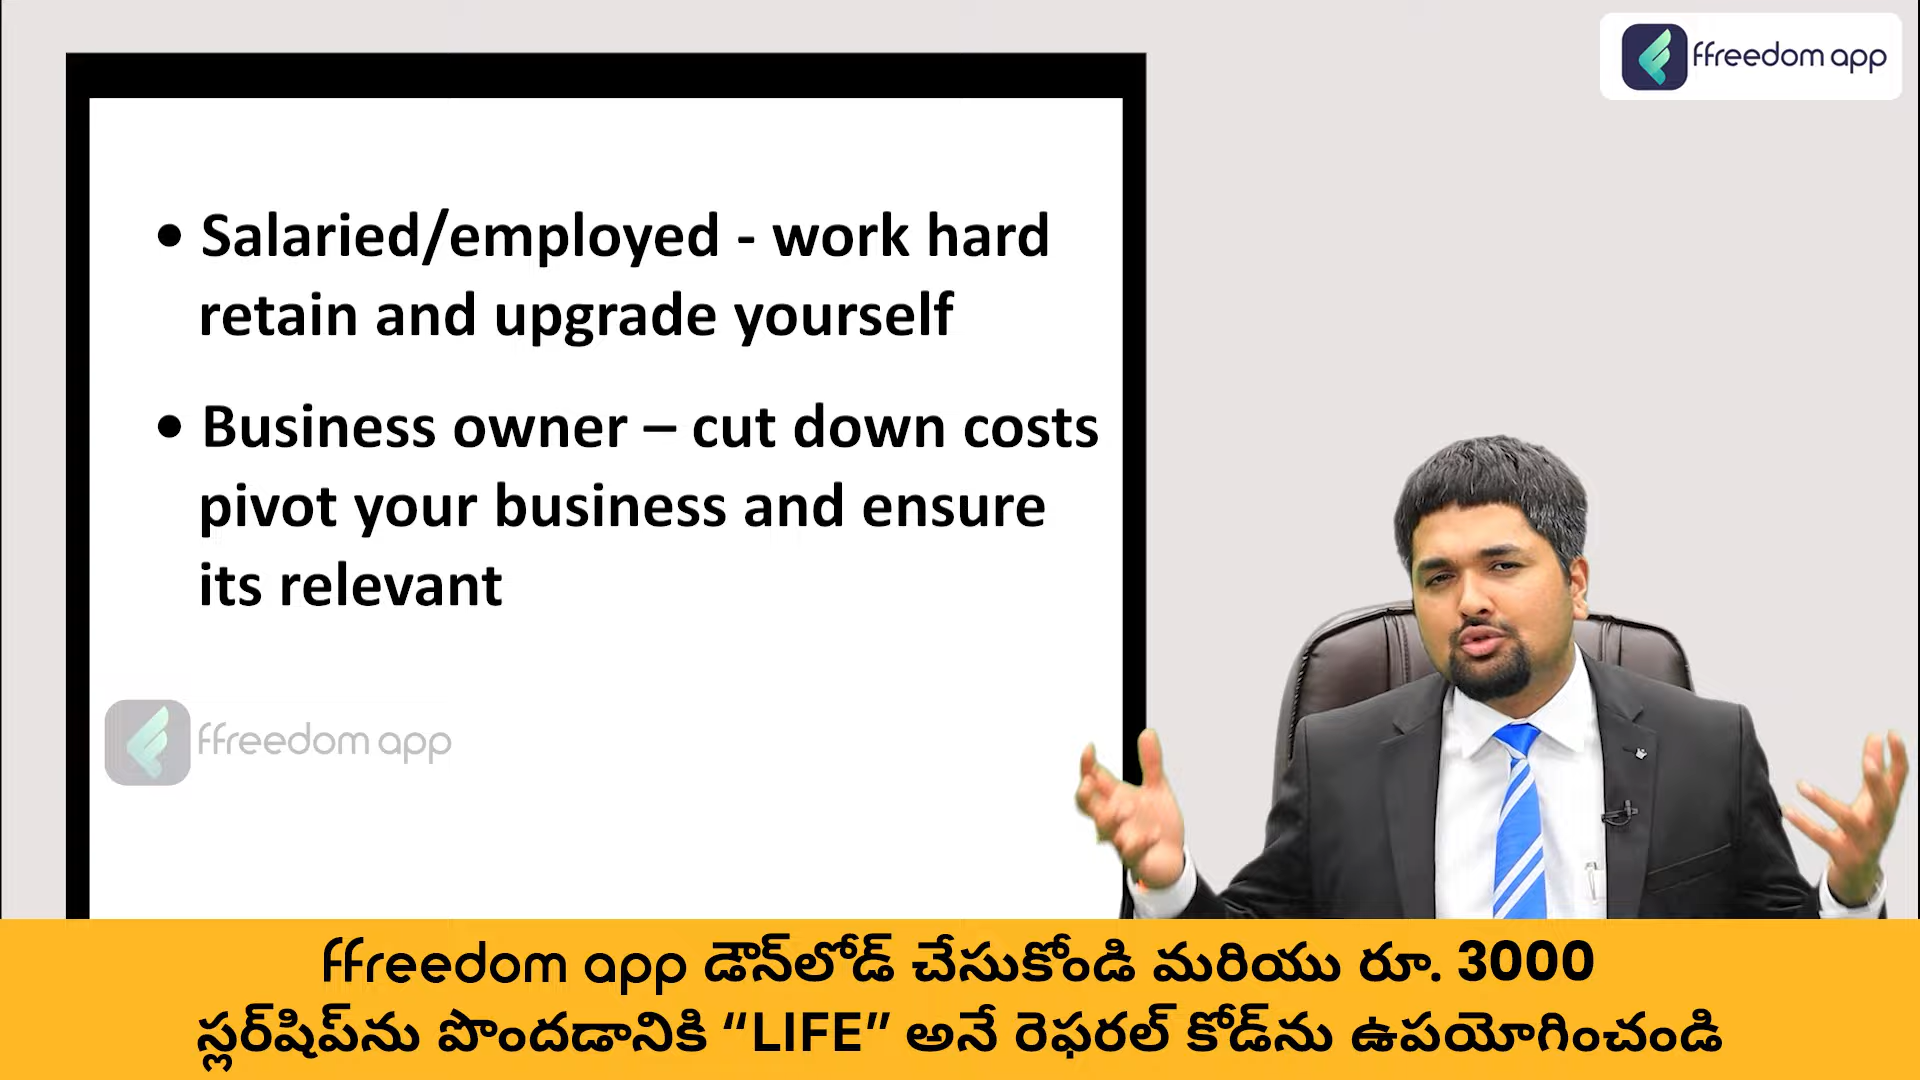 ffreedom app
• Salaried/employed - work hard
retain and upgrade yourself
• Business owner – cut down costs
pivot your business and ensure
its relevant
ffreedom app
ffreedom app డౌన్‌లోడ్ చేసుకోండి మరియు రూ. 3000
స్లర్‌షిప్‌ను పొందడానికి “LIFE” అనే రెఫరల్ కోడ్‌ను ఉపయోగించండి